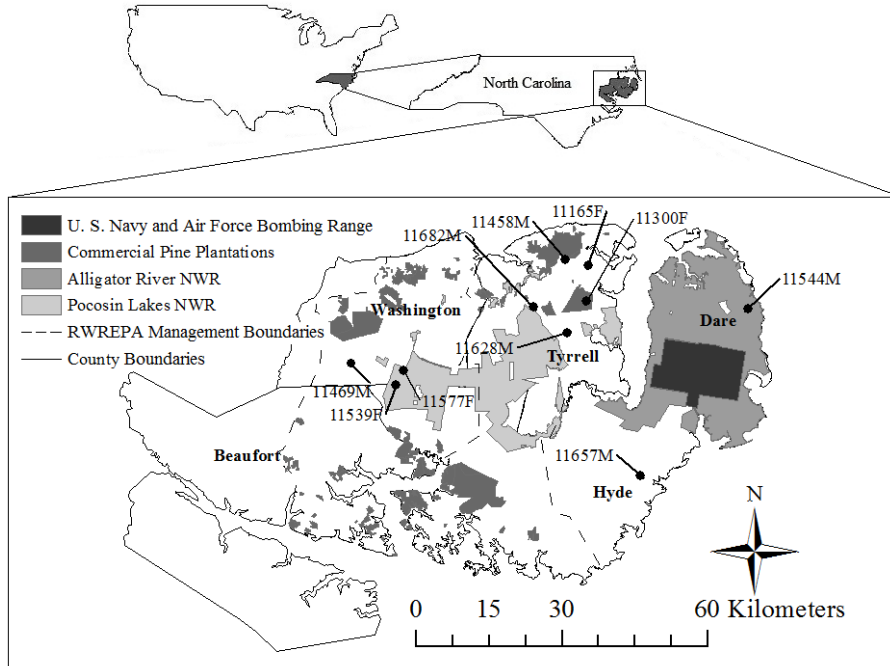 North Carolina
U. S. Navy and Air Force Bombing Range
Commercial Pine Plantations
Alligator River NWR
Pocosin Lakes NWR
RWREPA Management Boundaries
County Boundaries
11165F
11458M
11300F
11682M
11544M
Washington
Dare
11628M
Tyrrell
11469M
11577F
11539F
Beaufort
11657M
Hyde
N
0 15 30 60 Kilometers